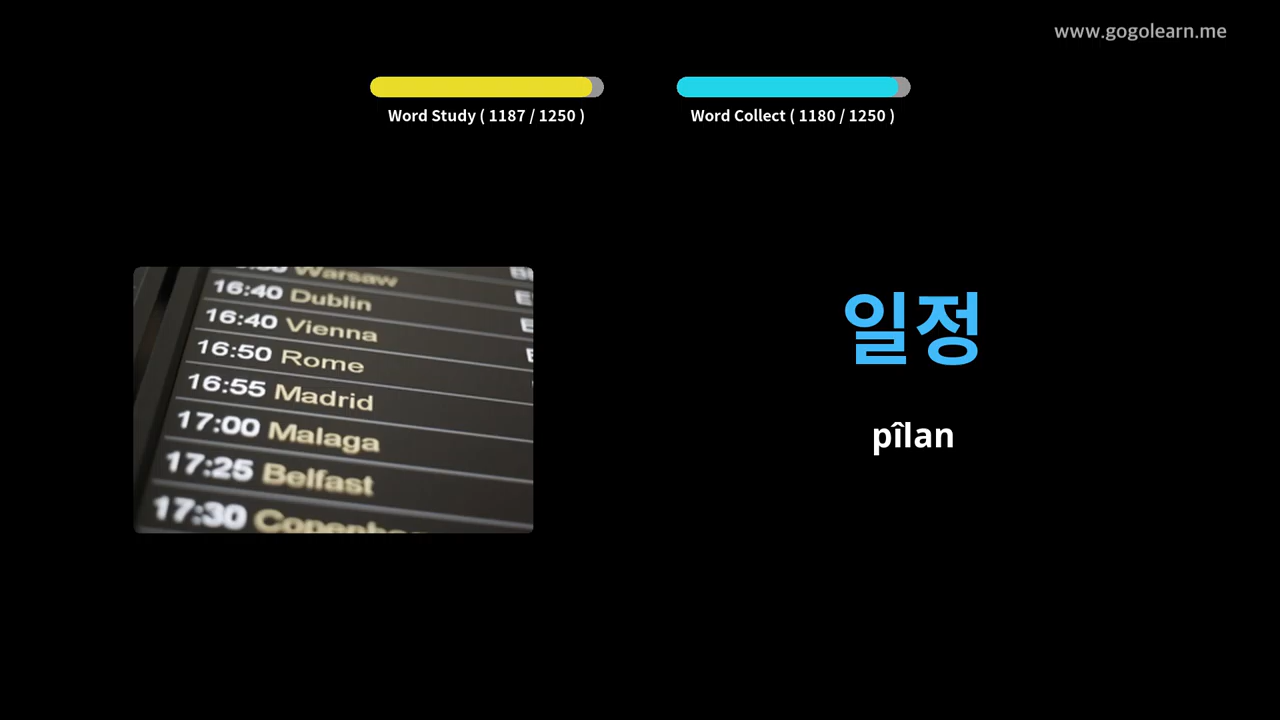 www.gogolearn.me
Word Study ( 1187 / 1250 )
Word Collect ( 1180 / 1250 )
Warsaw
16:40 Dublin
16:40 Vienna
16:50 Rome
16:55 Madrid
17:00 Malaga
17:25 Belfast
17:30
일정
pîlan